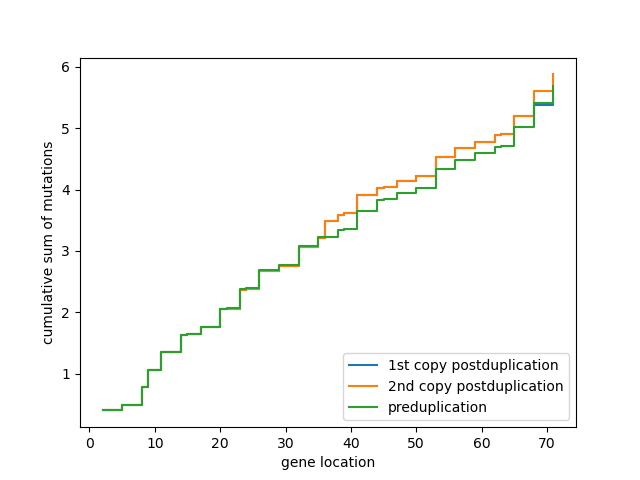 6
5
4
3
2
1
cumulative sum of mutations
1st copy postduplication
2nd copy postduplication
preduplication
0 10 20 30 40 50 60 70
gene location